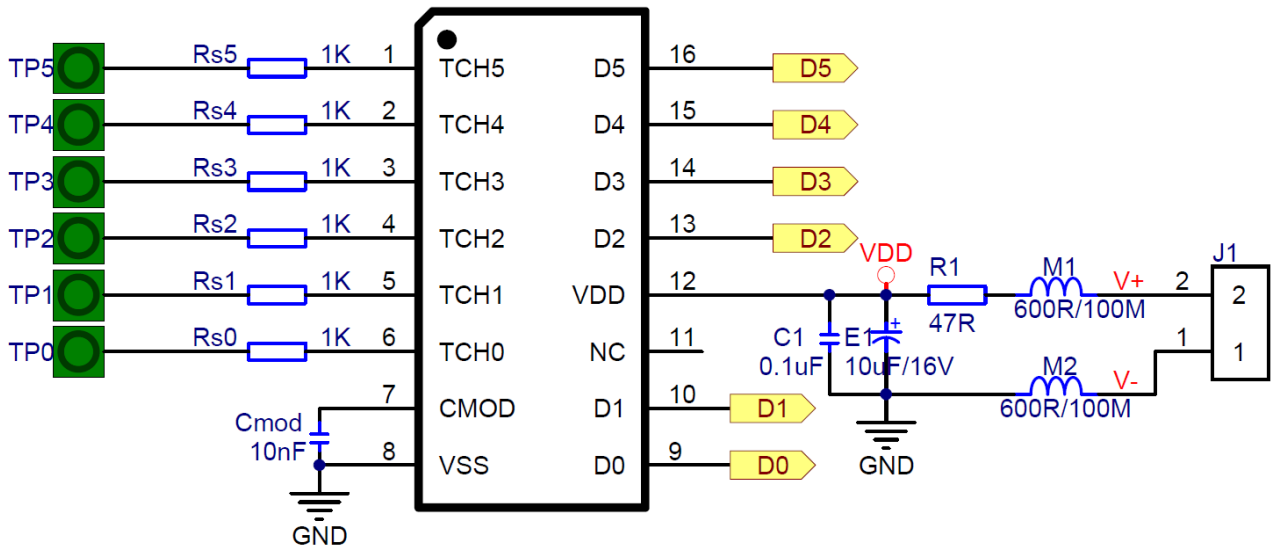 TP5 Rs5 1K 1 TCH5 D5 16 D5
TP4 Rs4 1K 2 TCH4 D4 15 D4
TP3 Rs3 1K 3 TCH3 D3 14 D3
TP2 Rs2 1K 4 TCH2 D2 13 D2
VDD R1 M1 V+ J1
TP1 Rs1 1K 5 TCH1 VDD 12 2 2
47R 600R/100M
C1 E1 +
TP0 Rs0 1K 6 TCH0 NC 11 1 1
0.1uF 10uF/16V M2 V-
7 CMOD D1 10 D1 600R/100M
Cmod
10nF 8 VSS D0 9 D0 GND
GND